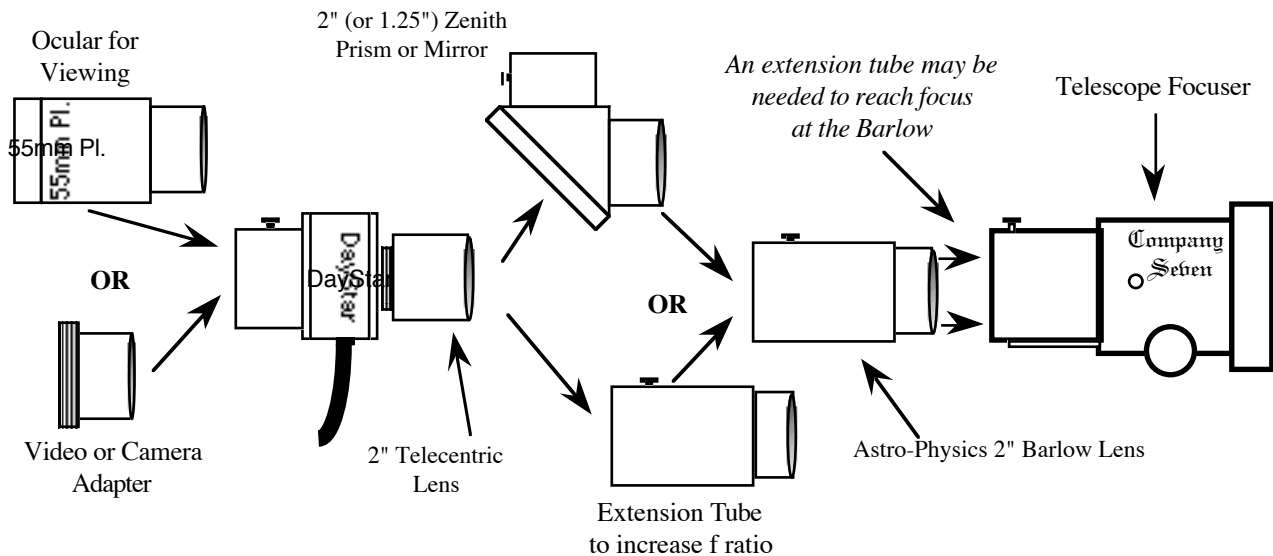 2" (or 1.25") Zenith
Prism or Mirror
Ocular for
Viewing
An extension tube may be
needed to reach focus
at the Barlow
Telescope Focuser
55mm Pl.
55mm Pl.
OR
DayStar
DayStar
OR
Company
Seven
Video or Camera
Adapter
2" Telecentric
Lens
Astro-Physics 2" Barlow Lens
Extension Tube
to increase f ratio